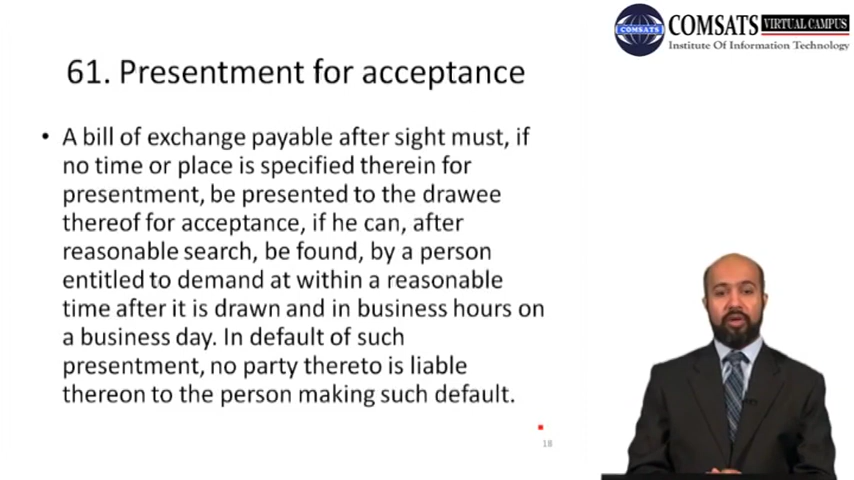 COMSATS VIRTUAL CAMPUS
COMSATS
Institute Of Information Technology
61. Presentment for acceptance
• A bill of exchange payable after sight must, if
no time or place is specified therein for
presentment, be presented to the drawee
thereof for acceptance, if he can, after
reasonable search, be found, by a person
entitled to demand at within a reasonable
time after it is drawn and in business hours on
a business day. In default of such
presentment, no party thereto is liable
thereon to the person making such default.
18